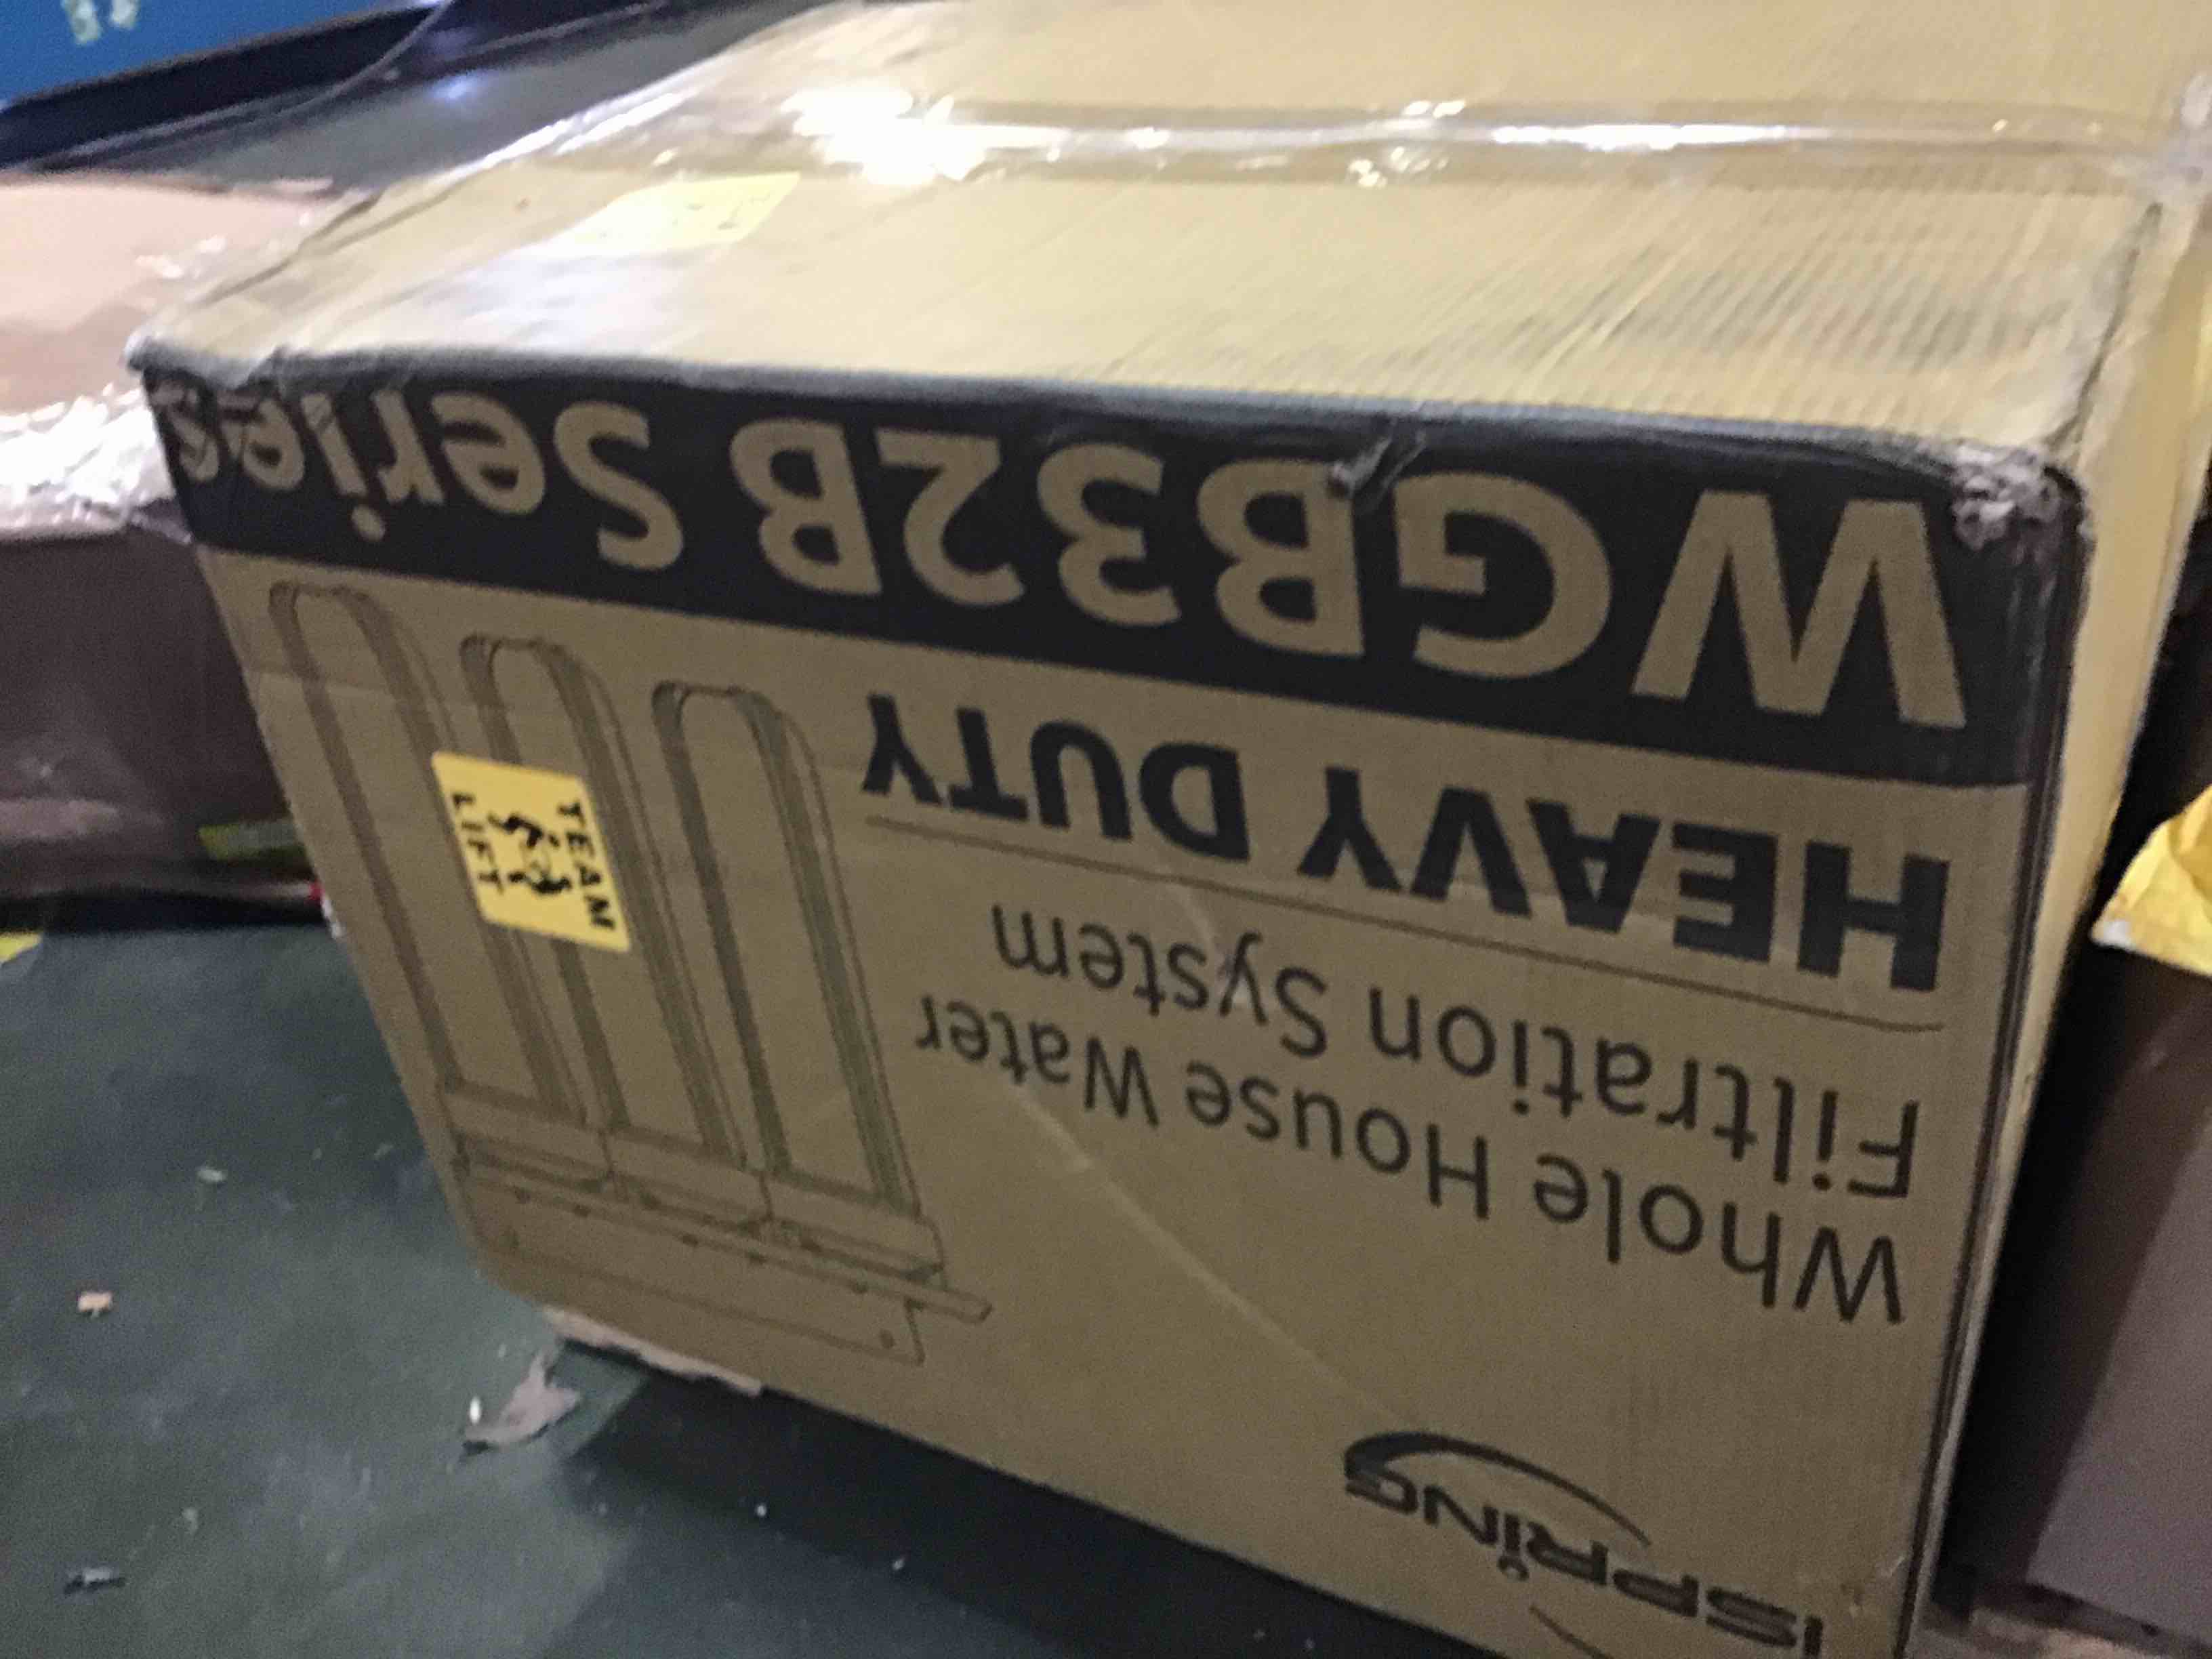 iSPRING
Whole House Water
Filtration System
HEAVY DUTY
WGB32B Series
TEAM
LIFT